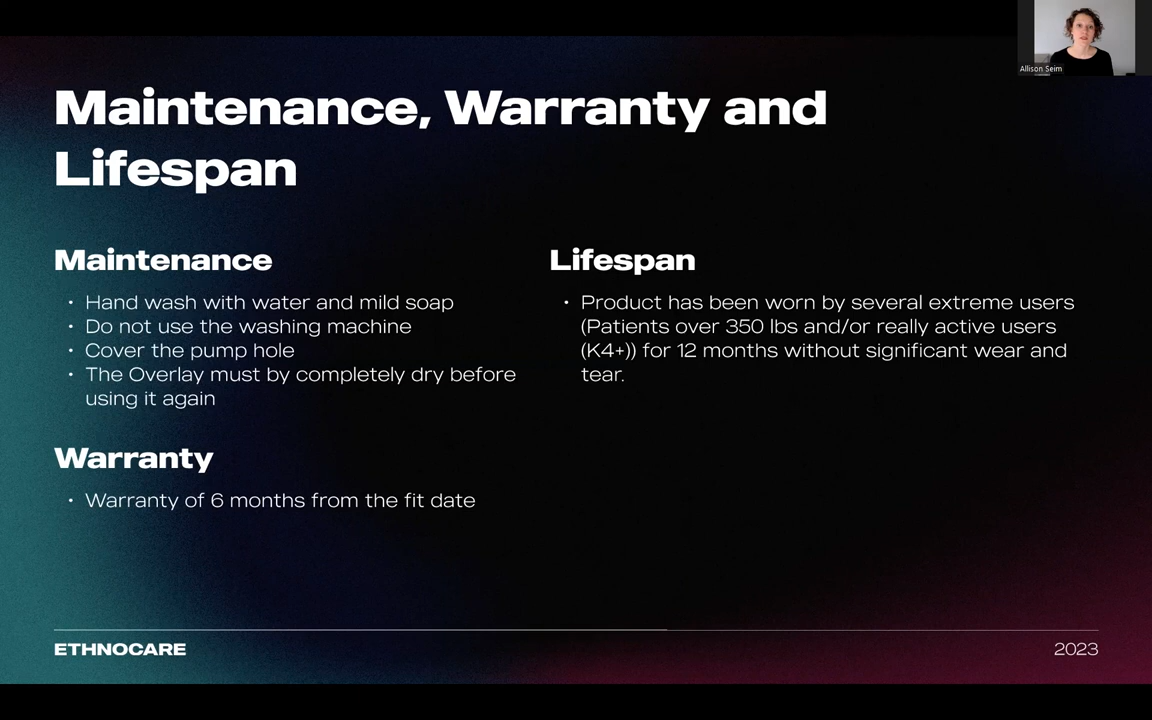 Allison Seim
Maintenance, Warranty and
Lifespan
Maintenance
• Hand wash with water and mild soap
• Do not use the washing machine
• Cover the pump hole
• The Overlay must by completely dry before
using it again
Warranty
• Warranty of 6 months from the fit date
Lifespan
• Product has been worn by several extreme users
(Patients over 350 lbs and/or really active users
(K4+)) for 12 months without significant wear and
tear.
ETHNOCARE
2023